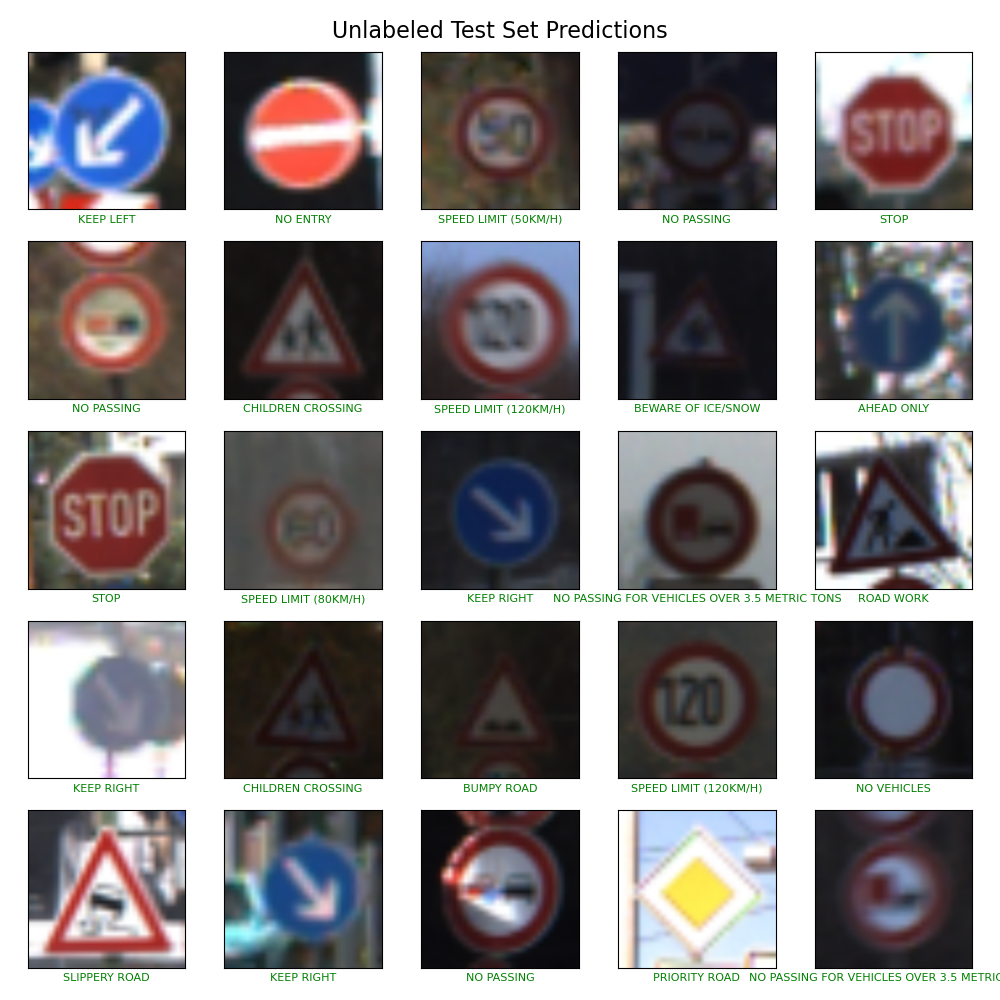 Unlabeled Test Set Predictions
50
STOP
KEEP LEFT
NO ENTRY
SPEED LIMIT (50KM/H)
NO PASSING
STOP
120
NO PASSING
CHILDREN CROSSING
SPEED LIMIT (120KM/H)
BEWARE OF ICE/SNOW
AHEAD ONLY
STOP
STOP
SPEED LIMIT (80KM/H)
KEEP RIGHT
NO PASSING FOR VEHICLES OVER 3.5 METRIC TONS
ROAD WORK
120
KEEP RIGHT
CHILDREN CROSSING
BUMPY ROAD
SPEED LIMIT (120KM/H)
NO VEHICLES
SLIPPERY ROAD
KEEP RIGHT
NO PASSING
PRIORITY ROAD
NO PASSING FOR VEHICLES OVER 3.5 METRIC